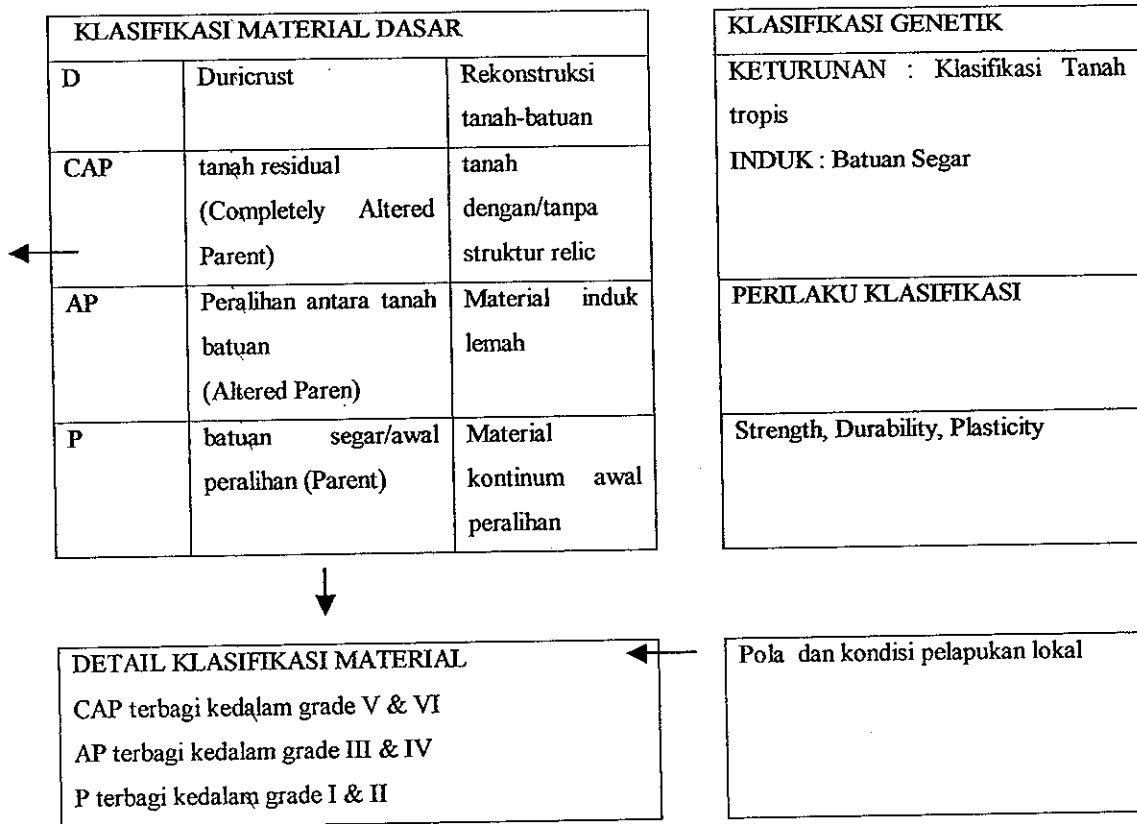 KLASIFIKASI MATERIAL DASAR
D
Duricrust
Rekonstruksi
tanah-batuan
CAP
tanah residual
(Completely Altered
Parent)
tanah
dengan/tanpa
struktur relic
AP
Peralihan antara tanah
batuan
(Altered Paren)
Material induk
lemah
P
batuan segar/awal
peralihan (Parent)
Material
kontinum awal
peralihan
KLASIFIKASI GENETIK
KETURUNAN : Klasifikasi Tanah
tropis
INDUK : Batuan Segar
PERILAKU KLASIFIKASI
Strength, Durability, Plasticity
DETAIL KLASIFIKASI MATERIAL
CAP terbagi kedalam grade V & VI
AP terbagi kedalam grade III & IV
P terbagi kedalam grade I & II
Pola dan kondisi pelapukan lokal